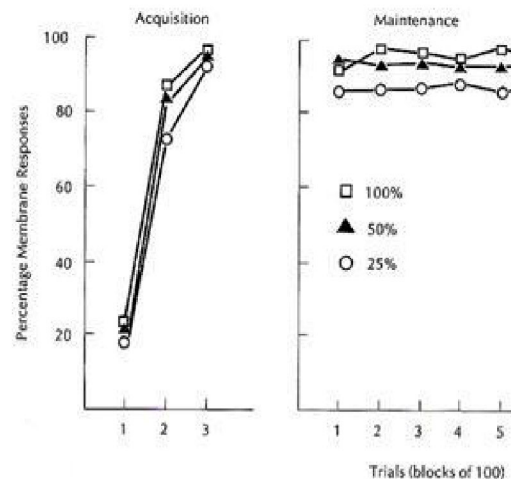 Acquisition
Maintenance
Percentage Membrane Responses
100
80
60
40
20
1 2 3
100%
50%
25%
1 2 3 4 5
Trials (blocks of 100)